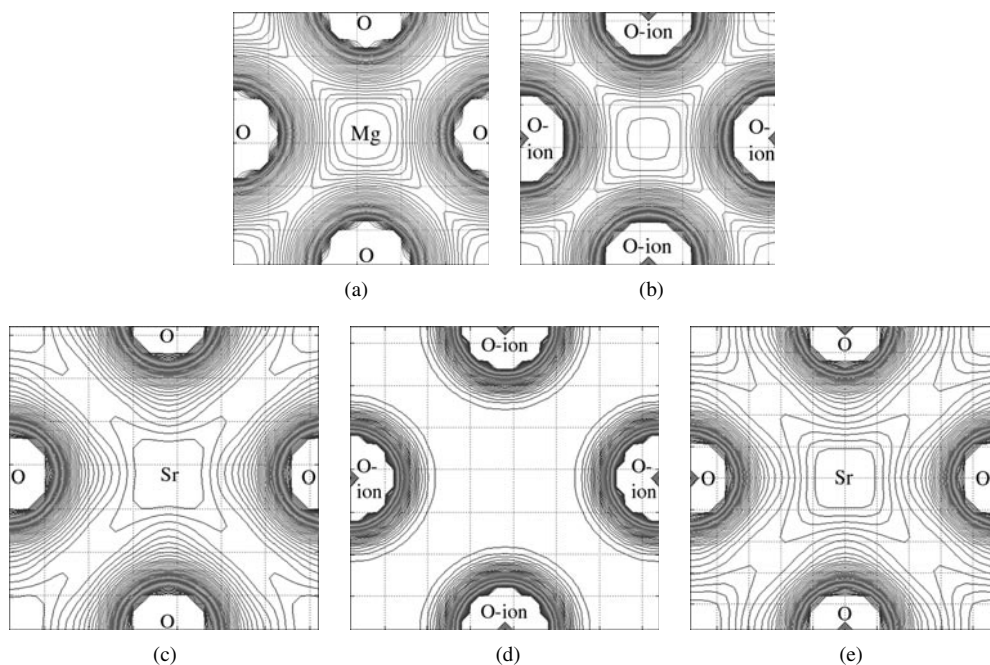 O
O
Mg
O
O
(a)
O-ion
O-
ion
O-
ion
O-ion
(b)
O
O
Sr
O
O
(c)
O-ion
O-
ion
O-
ion
O-ion
(d)
O
O
Sr
O
O
(e)